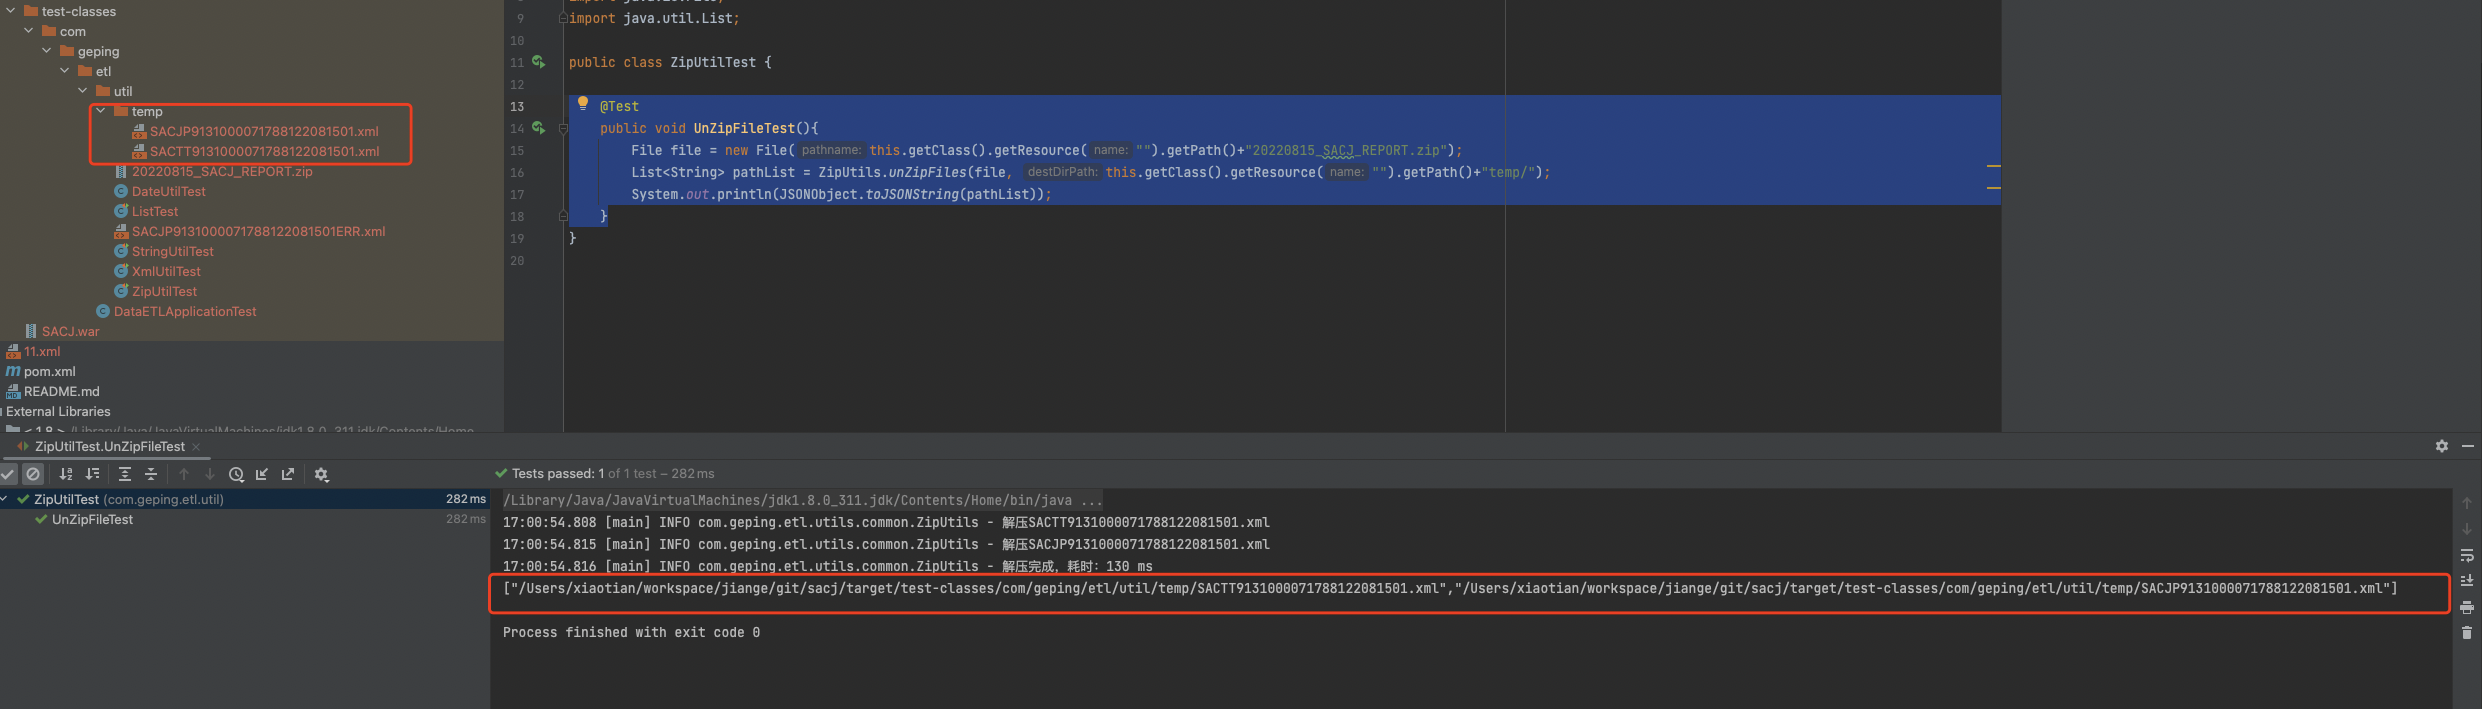 test-classes
com
geping
etl
util
temp
SACJP9131000071788122081501.xml
SACTT9131000071788122081501.xml
20220815_SACJ_REPORT.zip
DateUtilTest
ListTest
SACJP9131000071788122081501ERR.xml
StringUtilTest
XmlUtilTest
ZipUtilTest
DataETLApplicationTest
SACJ.war
11.xml
pom.xml
README.md
External Libraries
< 1.8 > /Library/Java/JavaVirtualMachines/jdk1.8.0_311.jdk/Contents/Home
9 import java.util.List;
10
11 public class ZipUtilTest {
12
13 @Test
14 public void UnZipFileTest(){
15 File file = new File( pathname: this.getClass().getResource( name: "").getPath()+"20220815_SACJ_REPORT.zip");
16 List<String> pathList = ZipUtils.unZipFiles(file, destDirPath: this.getClass().getResource( name: "").getPath()+"temp/");
17 System.out.println(JSONObject.toJSONString(pathList));
18 }
19 }
20
ZipUtilTest.UnZipFileTest
Tests passed: 1 of 1 test – 282 ms
ZipUtilTest (com.geping.etl.util) 282 ms
UnZipFileTest 282 ms
/Library/Java/JavaVirtualMachines/jdk1.8.0_311.jdk/Contents/Home/bin/java ...
17:00:54.808 [main] INFO com.geping.etl.utils.common.ZipUtils - 解压SACTT9131000071788122081501.xml
17:00:54.815 [main] INFO com.geping.etl.utils.common.ZipUtils - 解压SACJP9131000071788122081501.xml
17:00:54.816 [main] INFO com.geping.etl.utils.common.ZipUtils - 解压完成，耗时：130 ms
["/Users/xiaotian/workspace/jiange/git/sacj/target/test-classes/com/geping/etl/util/temp/SACTT9131000071788122081501.xml","/Users/xiaotian/workspace/jiange/git/sacj/target/test-classes/com/geping/etl/util/temp/SACJP9131000071788122081501.xml"]
Process finished with exit code 0